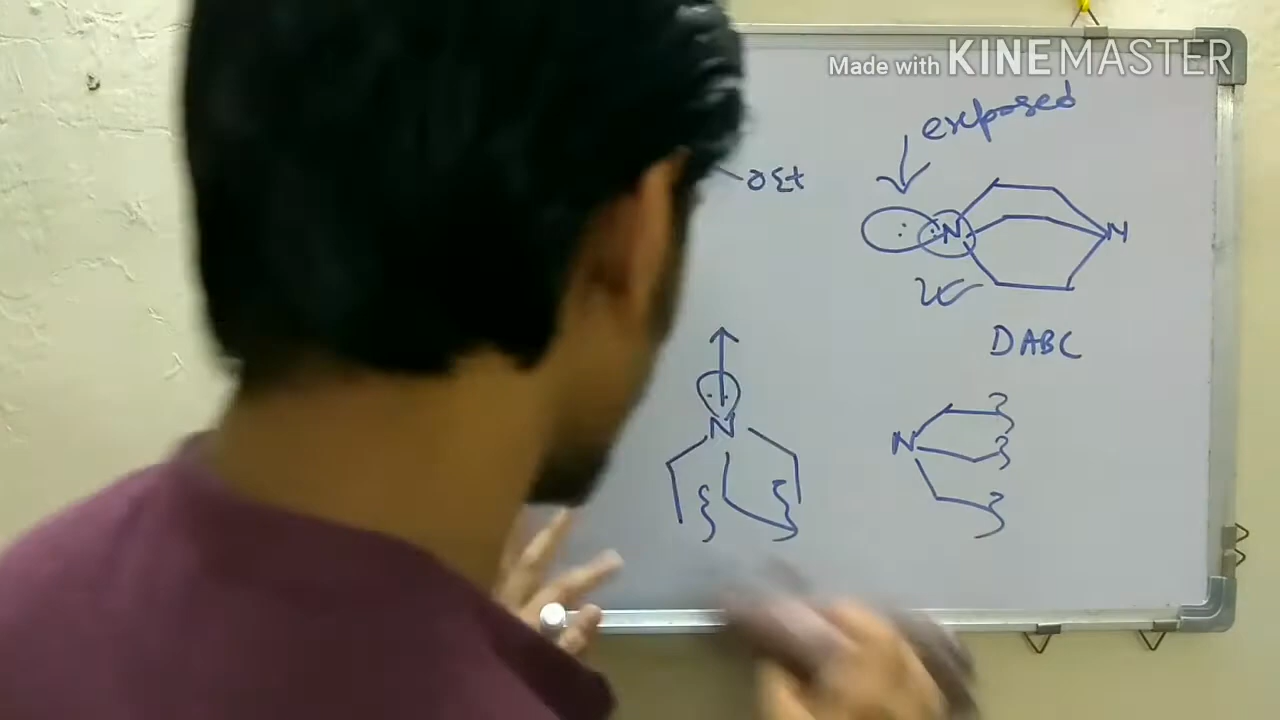 Made with KINEMASTER
exposed
OEt
N
N
DABC
N
N